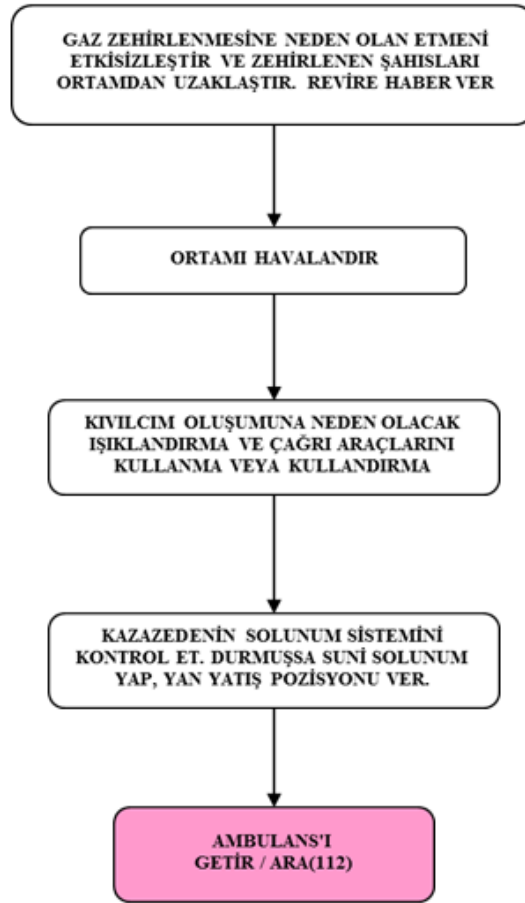 GAZ ZEHİRLENMESİNE NEDEN OLAN ETMENİ
ETKİSİZLEŞTİR VE ZEHİRLENEN ŞAHISLARI
ORTAMDAN UZAKLAŞTIR. REVİRE HABER VER
ORTAMI HAVALANDIR
KIVILCIM OLUŞUMUNA NEDEN OLACAK
IŞIKLANDIRMA VE ÇAĞRI ARAÇLARINI
KULLANMA VEYA KULLANDIRMA
KAZAZEDENİN SOLUNUM SİSTEMİNİ
KONTROL ET. DURMUŞSA SUNİ SOLUNUM
YAP, YAN YATIŞ POZİSYONU VER.
AMBULANS'I
GETİR / ARA(112)